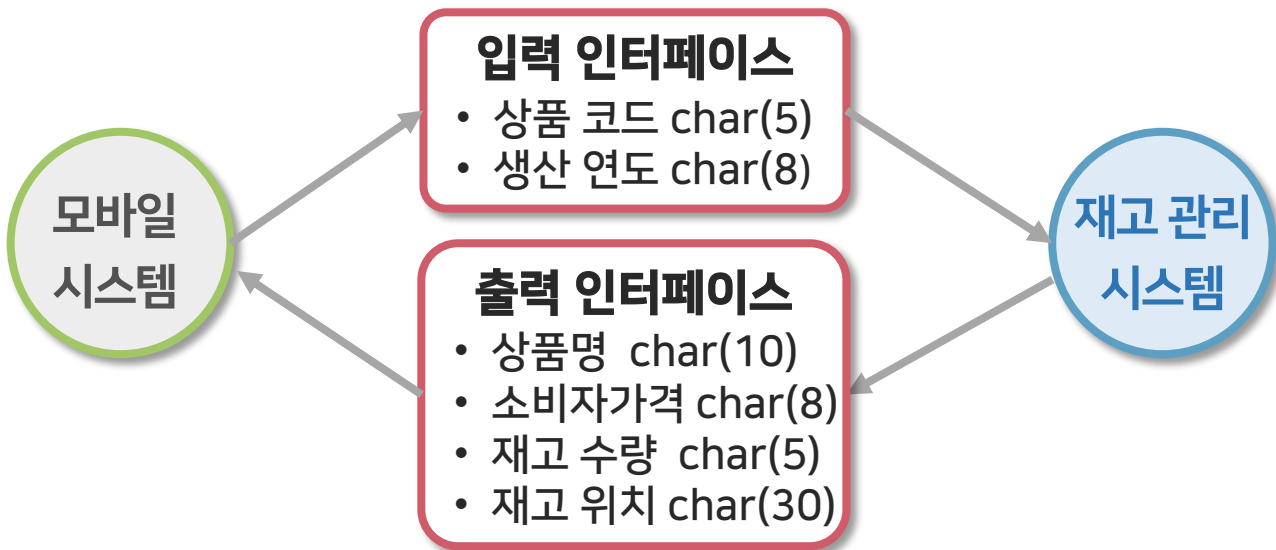 입력 인터페이스
• 상품 코드 char(5)
• 생산 연도 char(8)
모바일
시스템
재고 관리
시스템
출력 인터페이스
• 상품명 char(10)
• 소비자가격 char(8)
• 재고 수량 char(5)
• 재고 위치 char(30)